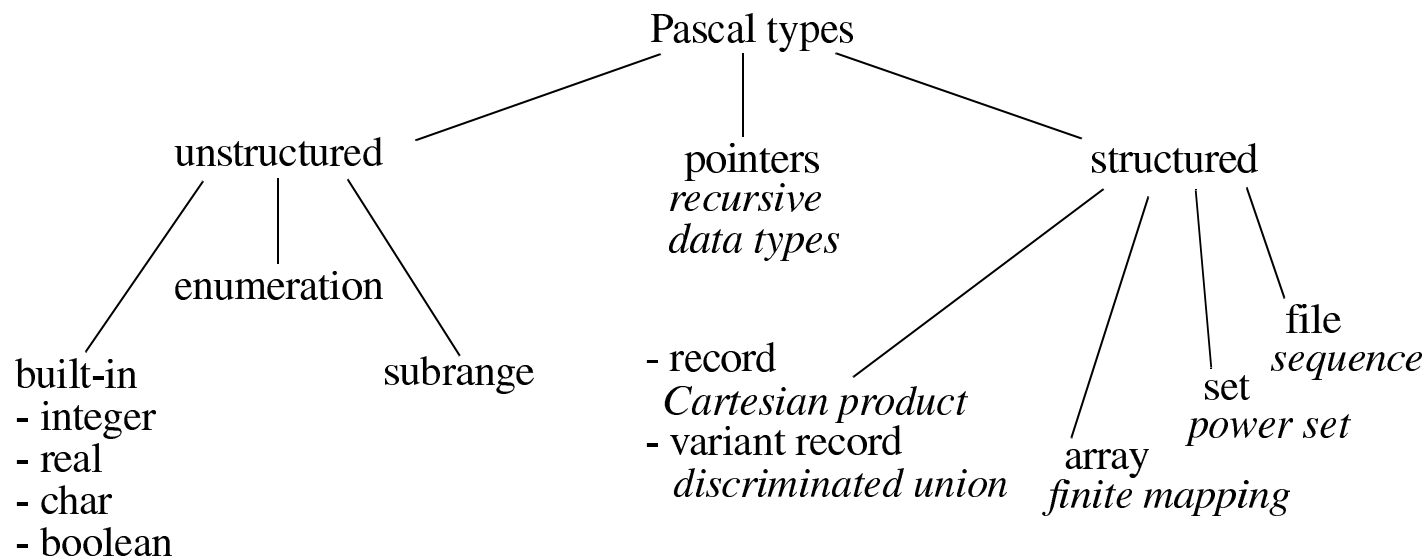 Pascal types
unstructured
pointers
recursive
data types
structured
built-in
- integer
- real
- char
- boolean
enumeration
subrange
- record
Cartesian product
- variant record
discriminated union
array
finite mapping
set
power set
file
sequence